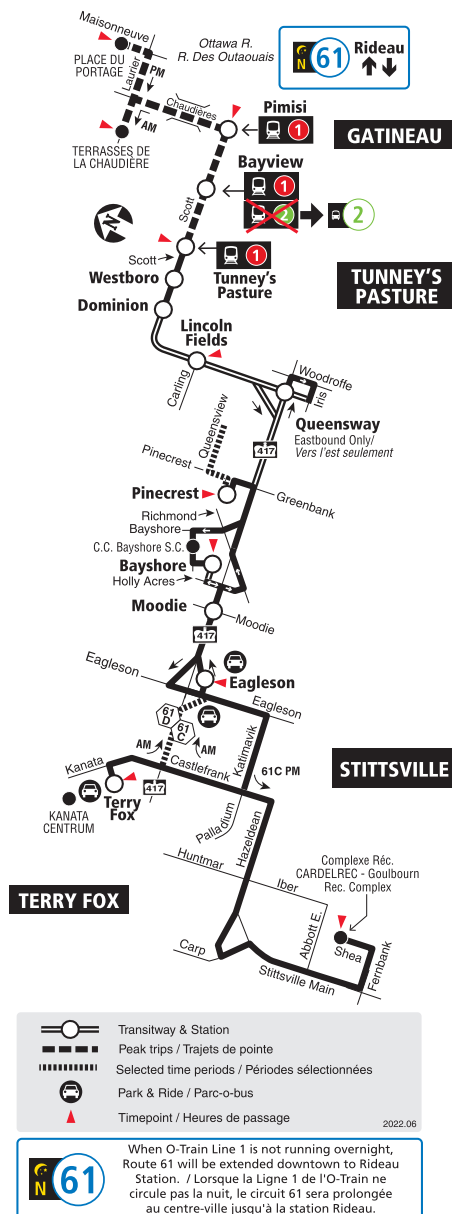 Maisonneuve
Ottawa R.
R. Des Outaouais
N 61 Rideau
PLACE DU
PORTAGE
Laurier
PM
Chaudières
AM
TERRASSES DE
LA CHAUDIÈRE
Pimisi
1
GATINEAU
Bayview
1
2 2
Scott
N
Scott
1
Tunney's
Pasture
TUNNEY'S
PASTURE
Westboro
Dominion
Lincoln
Fields
Carling
Woodroffe
Iris
Queensway
Eastbound Only/
Vers l'est seulement
417
Queensview
Pinecrest
Pinecrest
Greenbank
Richmond
Bayshore
C.C. Bayshore S.C.
Bayshore
Holly Acres
Moodie
Moodie
417
Eagleson
Eagleson
Eagleson
61
D
61
C
AM
AM
Kanata
Castlefrank
Katimavik
61C PM
STITTSVILLE
417
Terry
Fox
KANATA
CENTRUM
Palladium
Hazeldean
Huntmar
Iber
Complexe Réc.
CARDELREC - Goulbourn
Rec. Complex
TERRY FOX
Abbott E.
Shea
Carp
Stittsville Main
Fernbank
Transitway & Station
Peak trips / Trajets de pointe
Selected time periods / Périodes sélectionnées
Park & Ride / Parc-o-bus
Timepoint / Heures de passage
2022.06
N 61
When O-Train Line 1 is not running overnight,
Route 61 will be extended downtown to Rideau
Station. / Lorsque la Ligne 1 de l'O-Train ne
circule pas la nuit, le circuit 61 sera prolongée
au centre-ville jusqu'à la station Rideau.